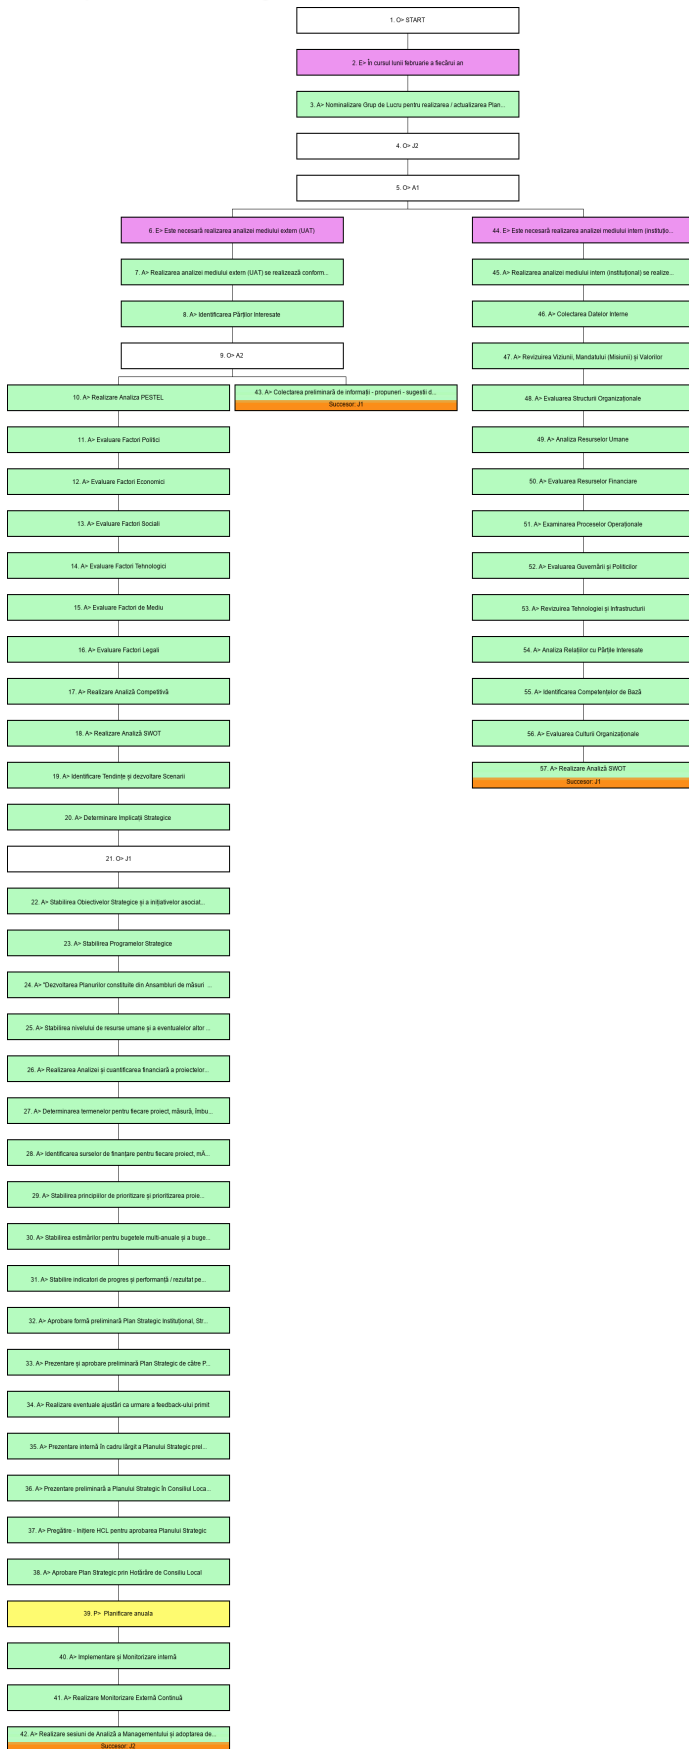 1. O> START
2. E> În cursul lunii februarie a fiecărui an
3. A> Nominalizare Grup de Lucru pentru realizarea / actualizarea Plan...
4. O> J2
5. O> A1
6. E> Este necesară realizarea analizei mediului extern (UAT)
7. A> Realizarea analizei mediului extern (UAT) se realizează conform...
8. A> Identificarea Părților Interesate
9. O> A2
10. A> Realizare Analiza PESTEL
11. A> Evaluare Factori Politici
12. A> Evaluare Factori Economici
13. A> Evaluare Factori Sociali
14. A> Evaluare Factori Tehnologici
15. A> Evaluare Factori de Mediu
16. A> Evaluare Factori Legali
17. A> Realizare Analiză Competitivă
18. A> Realizare Analiză SWOT
19. A> Identificare Tendințe și dezvoltare Scenarii
20. A> Determinare Implicații Strategice
21. O> J1
22. A> Stabilirea Obiectivelor Strategice și a inițiativelor asociat...
23. A> Stabilirea Programelor Strategice
24. A> "Dezvoltarea Planurilor constituite din Ansambluri de măsuri ...
25. A> Stabilirea nivelului de resurse umane și a eventualelor altor ...
26. A> Realizarea Analizei și cuantificarea financiară a proiectelor...
27. A> Determinarea termenelor pentru fiecare proiect, măsură, îmbu...
28. A> Identificarea surselor de finanțare pentru fiecare proiect, mÄ...
29. A> Stabilirea principiilor de prioritizare și prioritizarea proie...
30. A> Stabilirea estimărilor pentru bugetele multi-anuale și a buge...
31. A> Stabilire indicatori de progres și performanță / rezultat pe...
32. A> Aprobare formă preliminară Plan Strategic Instituțional, Str...
33. A> Prezentare și aprobare preliminară Plan Strategic de către P...
34. A> Realizare eventuale ajustări ca urmare a feedback-ului primit
35. A> Prezentare internă în cadru lărgit a Planului Strategic prel...
36. A> Prezentare preliminară a Planului Strategic în Consiliul Loca...
37. A> Pregătire - Inițiere HCL pentru aprobarea Planului Strategic
38. A> Aprobare Plan Strategic prin Hotărâre de Consiliu Local
39. P> Planificare anuala
40. A> Implementare și Monitorizare internă
41. A> Realizare Monitorizare Externă Continuă
42. A> Realizare sesiuni de Analiză a Managementului și adoptarea de...
Succesor: J2
43. A> Colectarea preliminară de informații - propuneri - sugestii d...
Succesor: J1
44. E> Este necesară realizarea analizei mediului intern (instituțio...
45. A> Realizarea analizei mediului intern (instituțional) se realize...
46. A> Colectarea Datelor Interne
47. A> Revizuirea Viziunii, Mandatului (Misiunii) și Valorilor
48. A> Evaluarea Structurii Organizaționale
49. A> Analiza Resurselor Umane
50. A> Evaluarea Resurselor Financiare
51. A> Examinarea Proceselor Operaționale
52. A> Evaluarea Guvernării și Politicilor
53. A> Revizuirea Tehnologiei și Infrastructurii
54. A> Analiza Relațiilor cu Părțile Interesate
55. A> Identificarea Competențelor de Bază
56. A> Evaluarea Culturii Organizaționale
57. A> Realizare Analiză SWOT
Succesor: J1